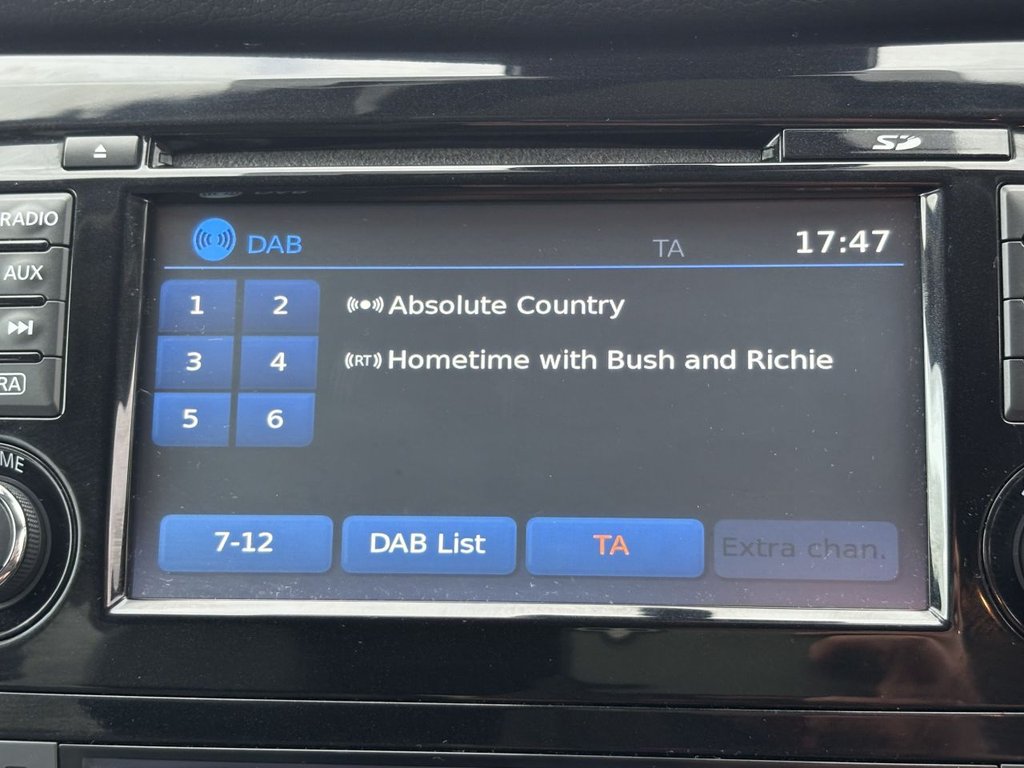 SD
RADIO
AUX
DAB
TA
17:47
1 2
Absolute Country
3 4
RT Hometime with Bush and Richie
5 6
7-12
DAB List
TA
Extra chan.